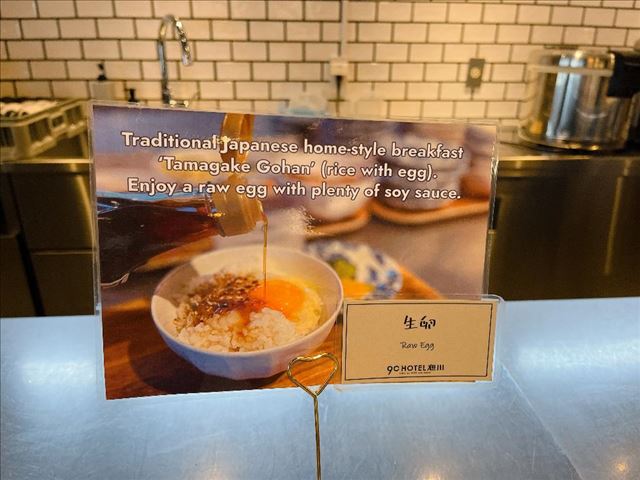 Traditional Japanese home-style breakfast
'Tamagake Gohan' (rice with egg).
Enjoy a raw egg with plenty of soy sauce.
生卵
Raw Egg